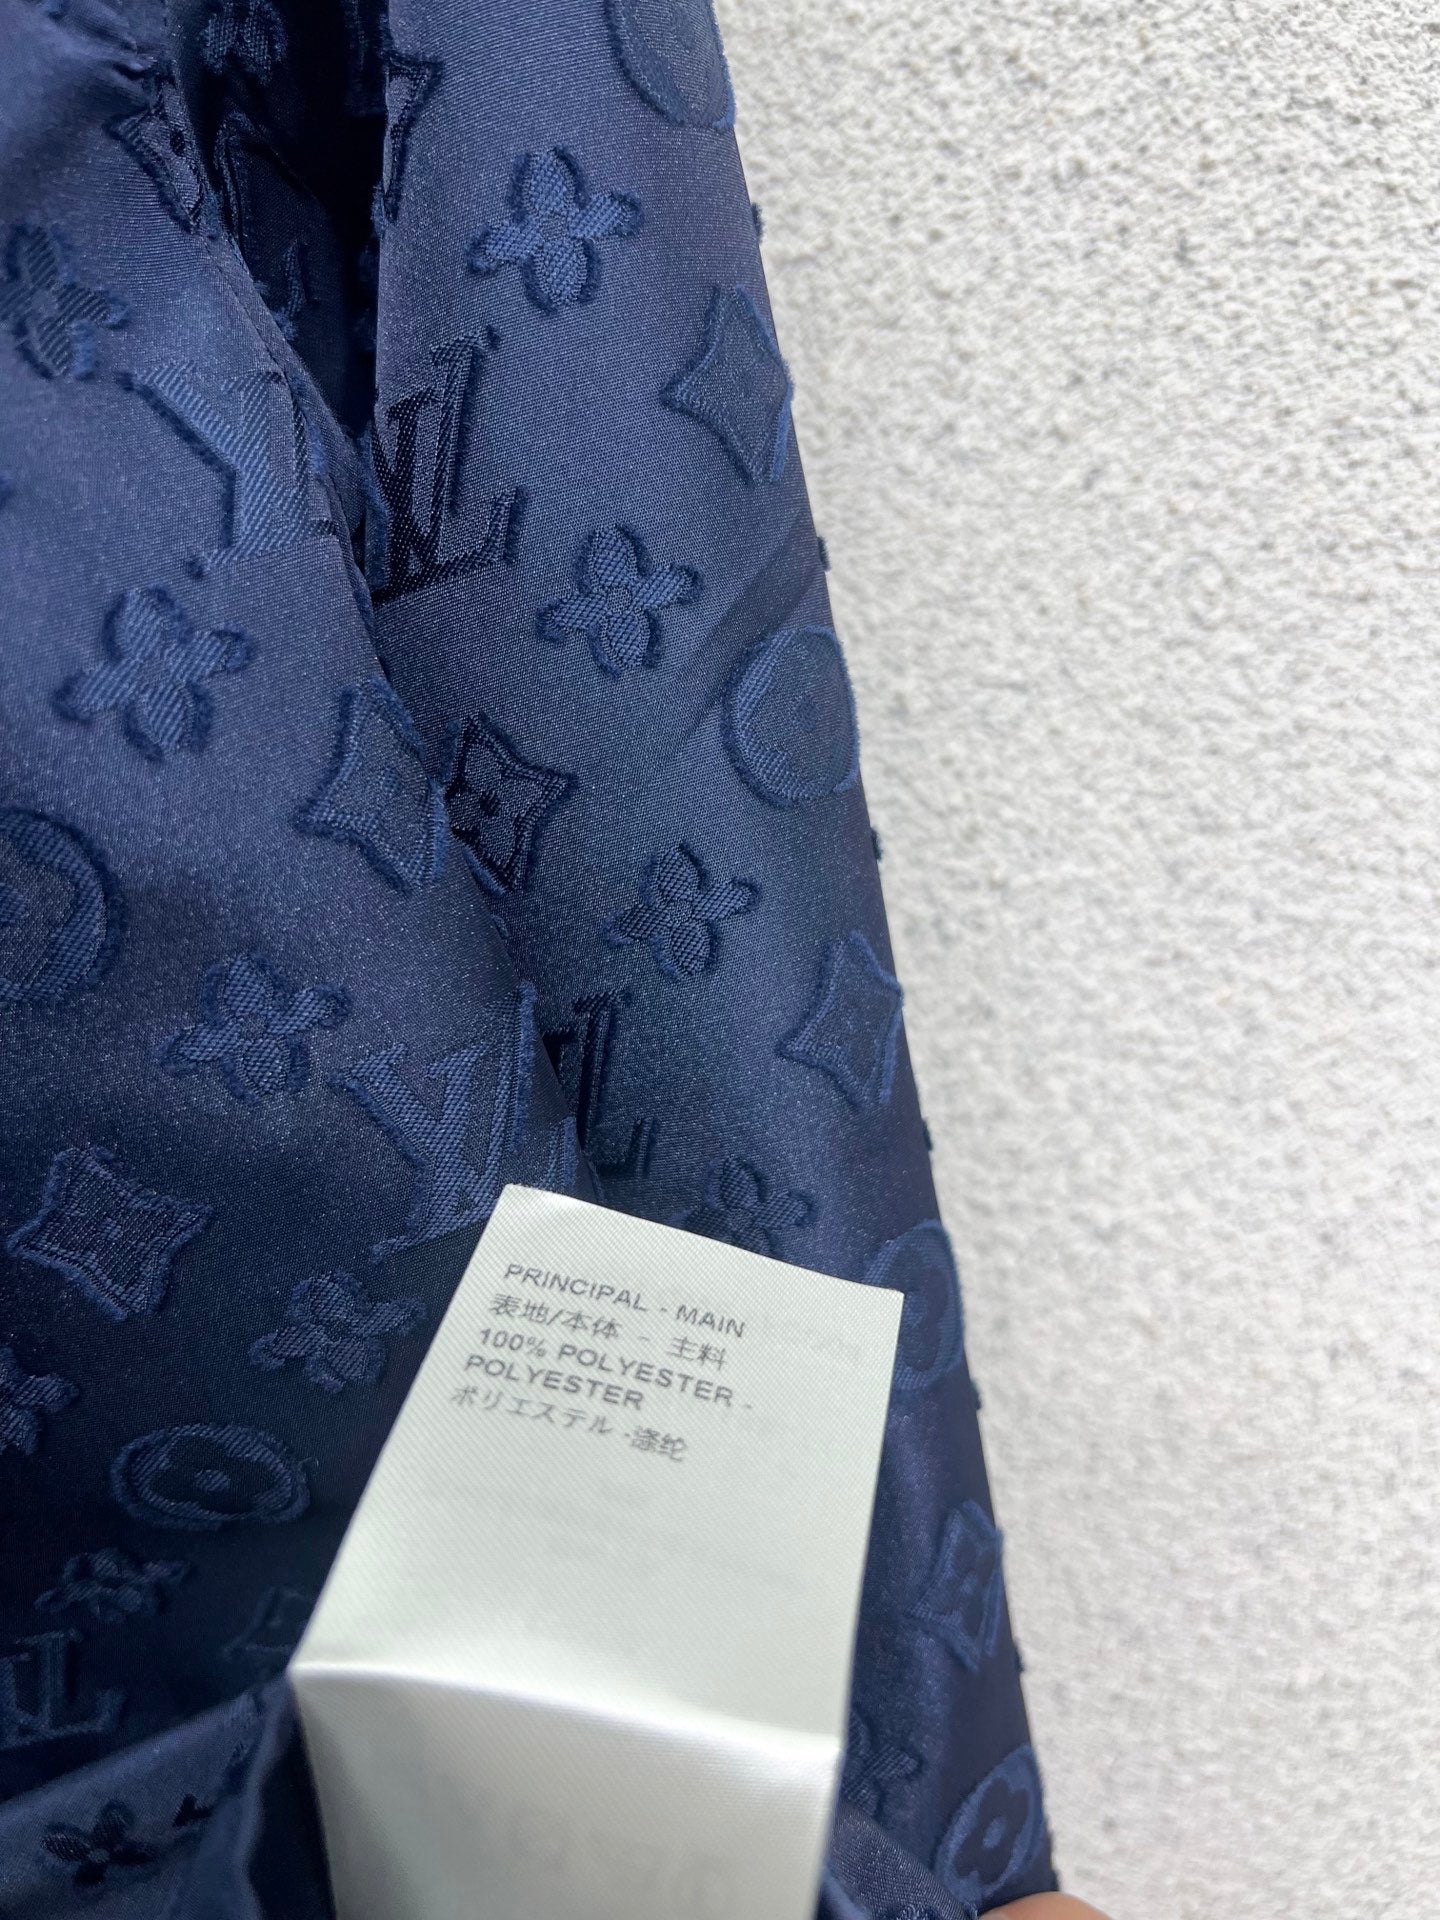 PRINCIPAL - MAIN
表地/本体 - 主料
100% POLYESTER -
POLYESTER -
ポリエステル · 涤纶